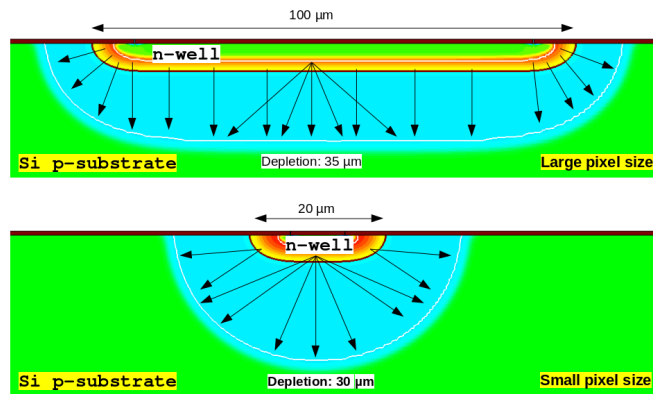 100 µm
n-well
Si p-substrate
Depletion: 35 µm
Large pixel size
20 µm
n-well
Si p-substrate
Depletion: 30 µm
Small pixel size